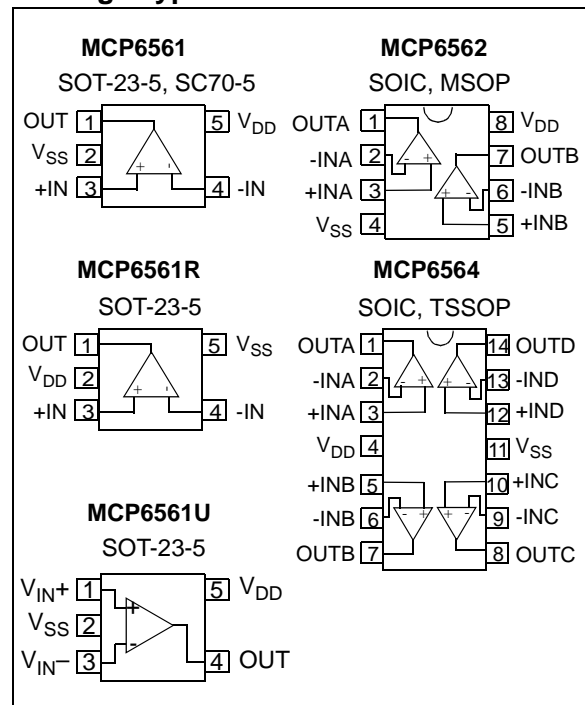 MCP6561
SOT-23-5, SC70-5
OUT 1 5 VDD
VSS 2
+IN 3 4 -IN
+ -
MCP6562
SOIC, MSOP
OUTA 1 8 VDD
-INA 2 7 OUTB
+INA 3 6 -INB
VSS 4 5 +INB
- +
+ -
MCP6561R
SOT-23-5
OUT 1 5 VSS
VDD 2
+IN 3 4 -IN
+ -
MCP6564
SOIC, TSSOP
OUTA 1 14 OUTD
-INA 2 13 -IND
+INA 3 12 +IND
VDD 4 11 VSS
+INB 5 10 +INC
-INB 6 9 -INC
OUTB 7 8 OUTC
- + + -
- + + -
MCP6561U
SOT-23-5
VIN+ 1 5 VDD
VSS 2
VIN– 3 4 OUT
+
-